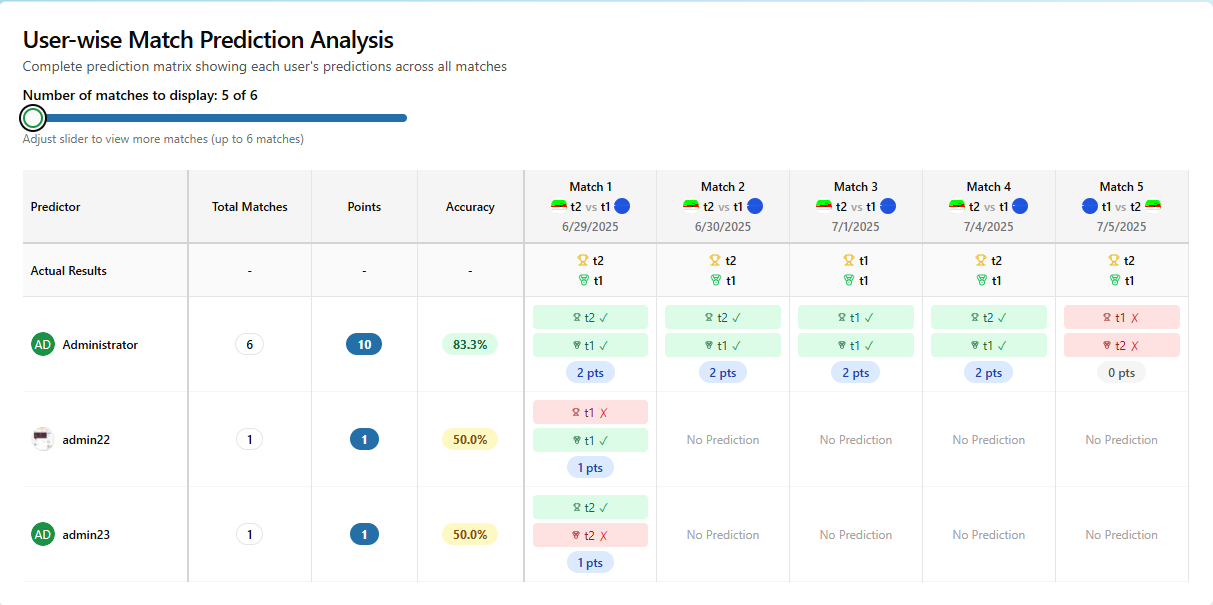 User-wise Match Prediction Analysis
Complete prediction matrix showing each user's predictions across all matches
Number of matches to display: 5 of 6
Adjust slider to view more matches (up to 6 matches)
Predictor Total Matches Points Accuracy Match 1 Match 2 Match 3 Match 4 Match 5
t2 vs t1 t2 vs t1 t2 vs t1 t2 vs t1 t1 vs t2
6/29/2025 6/30/2025 7/1/2025 7/4/2025 7/5/2025
Actual Results - - - t2 t2 t1 t2 t2
t1 t1 t1 t1 t1
t2 ✓ t2 ✓ t1 ✓ t2 ✓ t1 ✗
AD Administrator 6 10 83.3% t1 ✓ t1 ✓ t1 ✓ t1 ✓ t2 ✗
2 pts 2 pts 2 pts 2 pts 0 pts
t1 ✗
admin22 1 1 50.0% t1 ✓ No Prediction No Prediction No Prediction No Prediction
1 pts
t2 ✓
AD admin23 1 1 50.0% t2 ✗ No Prediction No Prediction No Prediction No Prediction
1 pts